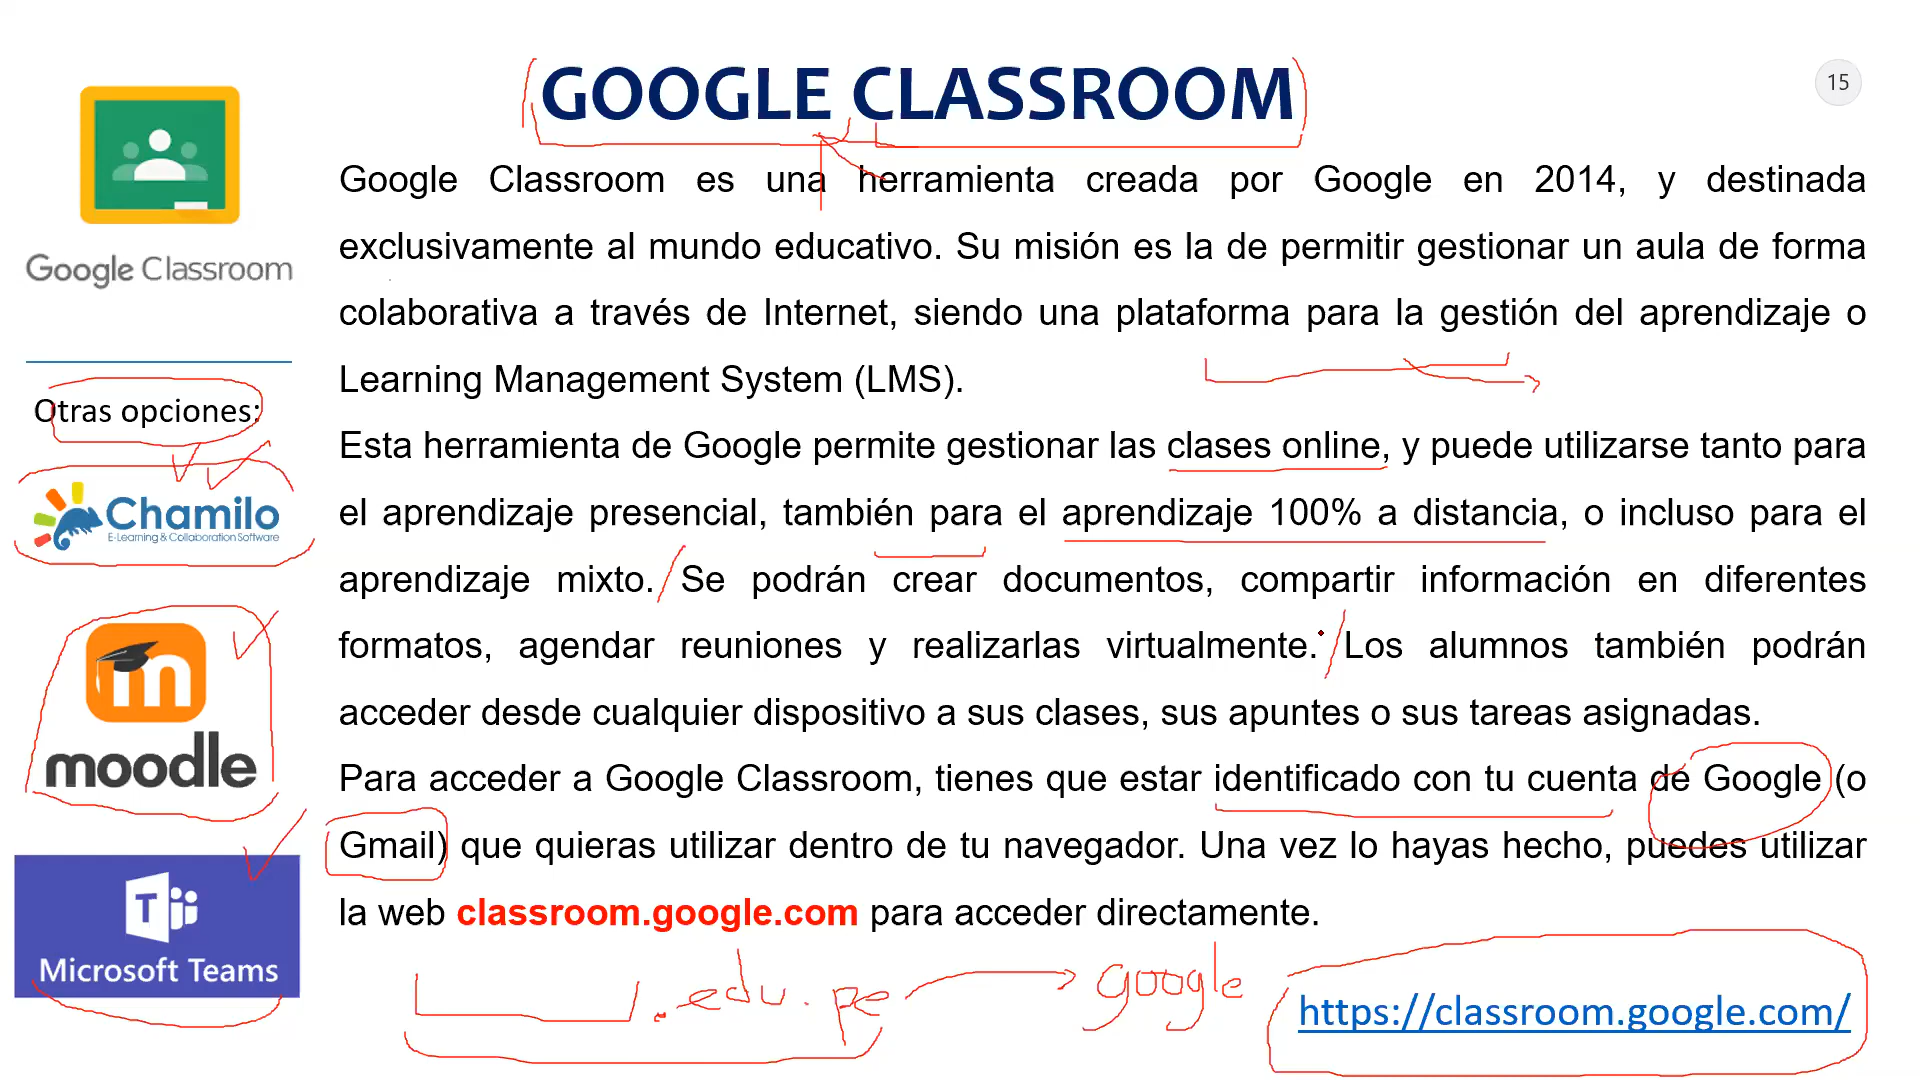 GOOGLE CLASSROOM
15
Google Classroom
Otras opciones:
Chamilo
E-Learning & Collaboration Software
moodle
Microsoft Teams
Google Classroom es una herramienta creada por Google en 2014, y destinada
exclusivamente al mundo educativo. Su misión es la de permitir gestionar un aula de forma
colaborativa a través de Internet, siendo una plataforma para la gestión del aprendizaje o
Learning Management System (LMS).
Esta herramienta de Google permite gestionar las clases online, y puede utilizarse tanto para
el aprendizaje presencial, también para el aprendizaje 100% a distancia, o incluso para el
aprendizaje mixto. Se podrán crear documentos, compartir información en diferentes
formatos, agendar reuniones y realizarlas virtualmente. Los alumnos también podrán
acceder desde cualquier dispositivo a sus clases, sus apuntes o sus tareas asignadas.
Para acceder a Google Classroom, tienes que estar identificado con tu cuenta de Google (o
Gmail) que quieras utilizar dentro de tu navegador. Una vez lo hayas hecho, puedes utilizar
la web classroom.google.com para acceder directamente.
.edu.pe google
https://classroom.google.com/